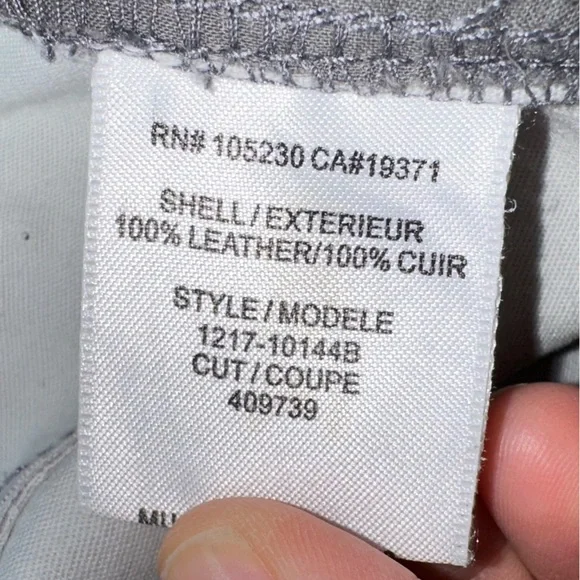 RN# 105230 CA#19371
SHELL/EXTERIEUR
100% LEATHER/100% CUIR
STYLE/MODELE
1217-10144B
CUT/COUPE
409739